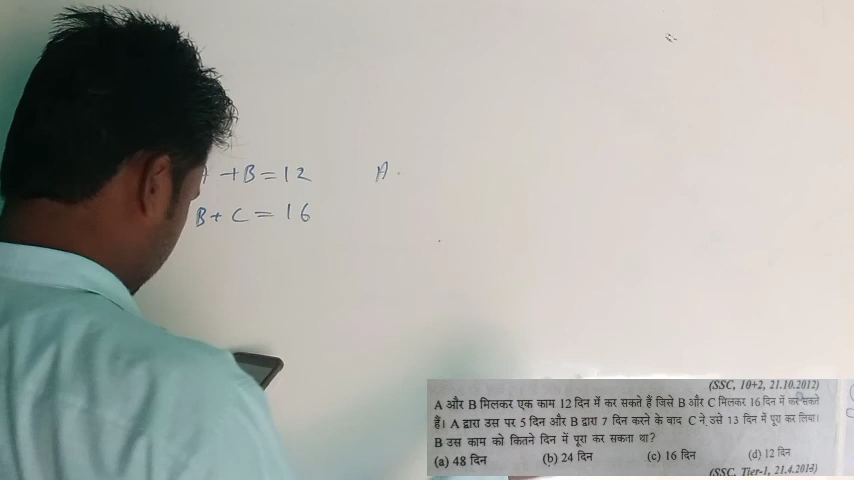 A + B = 12
A.
B + C = 16
(SSC, 10+2, 21.10.2012)
A और B मिलकर एक काम 12 दिन में कर सकते हैं जिसे B और C मिलकर 16 दिन में कर सकते
हैं। A द्वारा उस पर 5 दिन और B द्वारा 7 दिन करने के बाद C ने उसे 13 दिन में पूरा कर लिया।
B उस काम को कितने दिन में पूरा कर सकता था?
(a) 48 दिन (b) 24 दिन (c) 16 दिन (d) 12 दिन
(SSC, Tier-1, 21.4.2013)